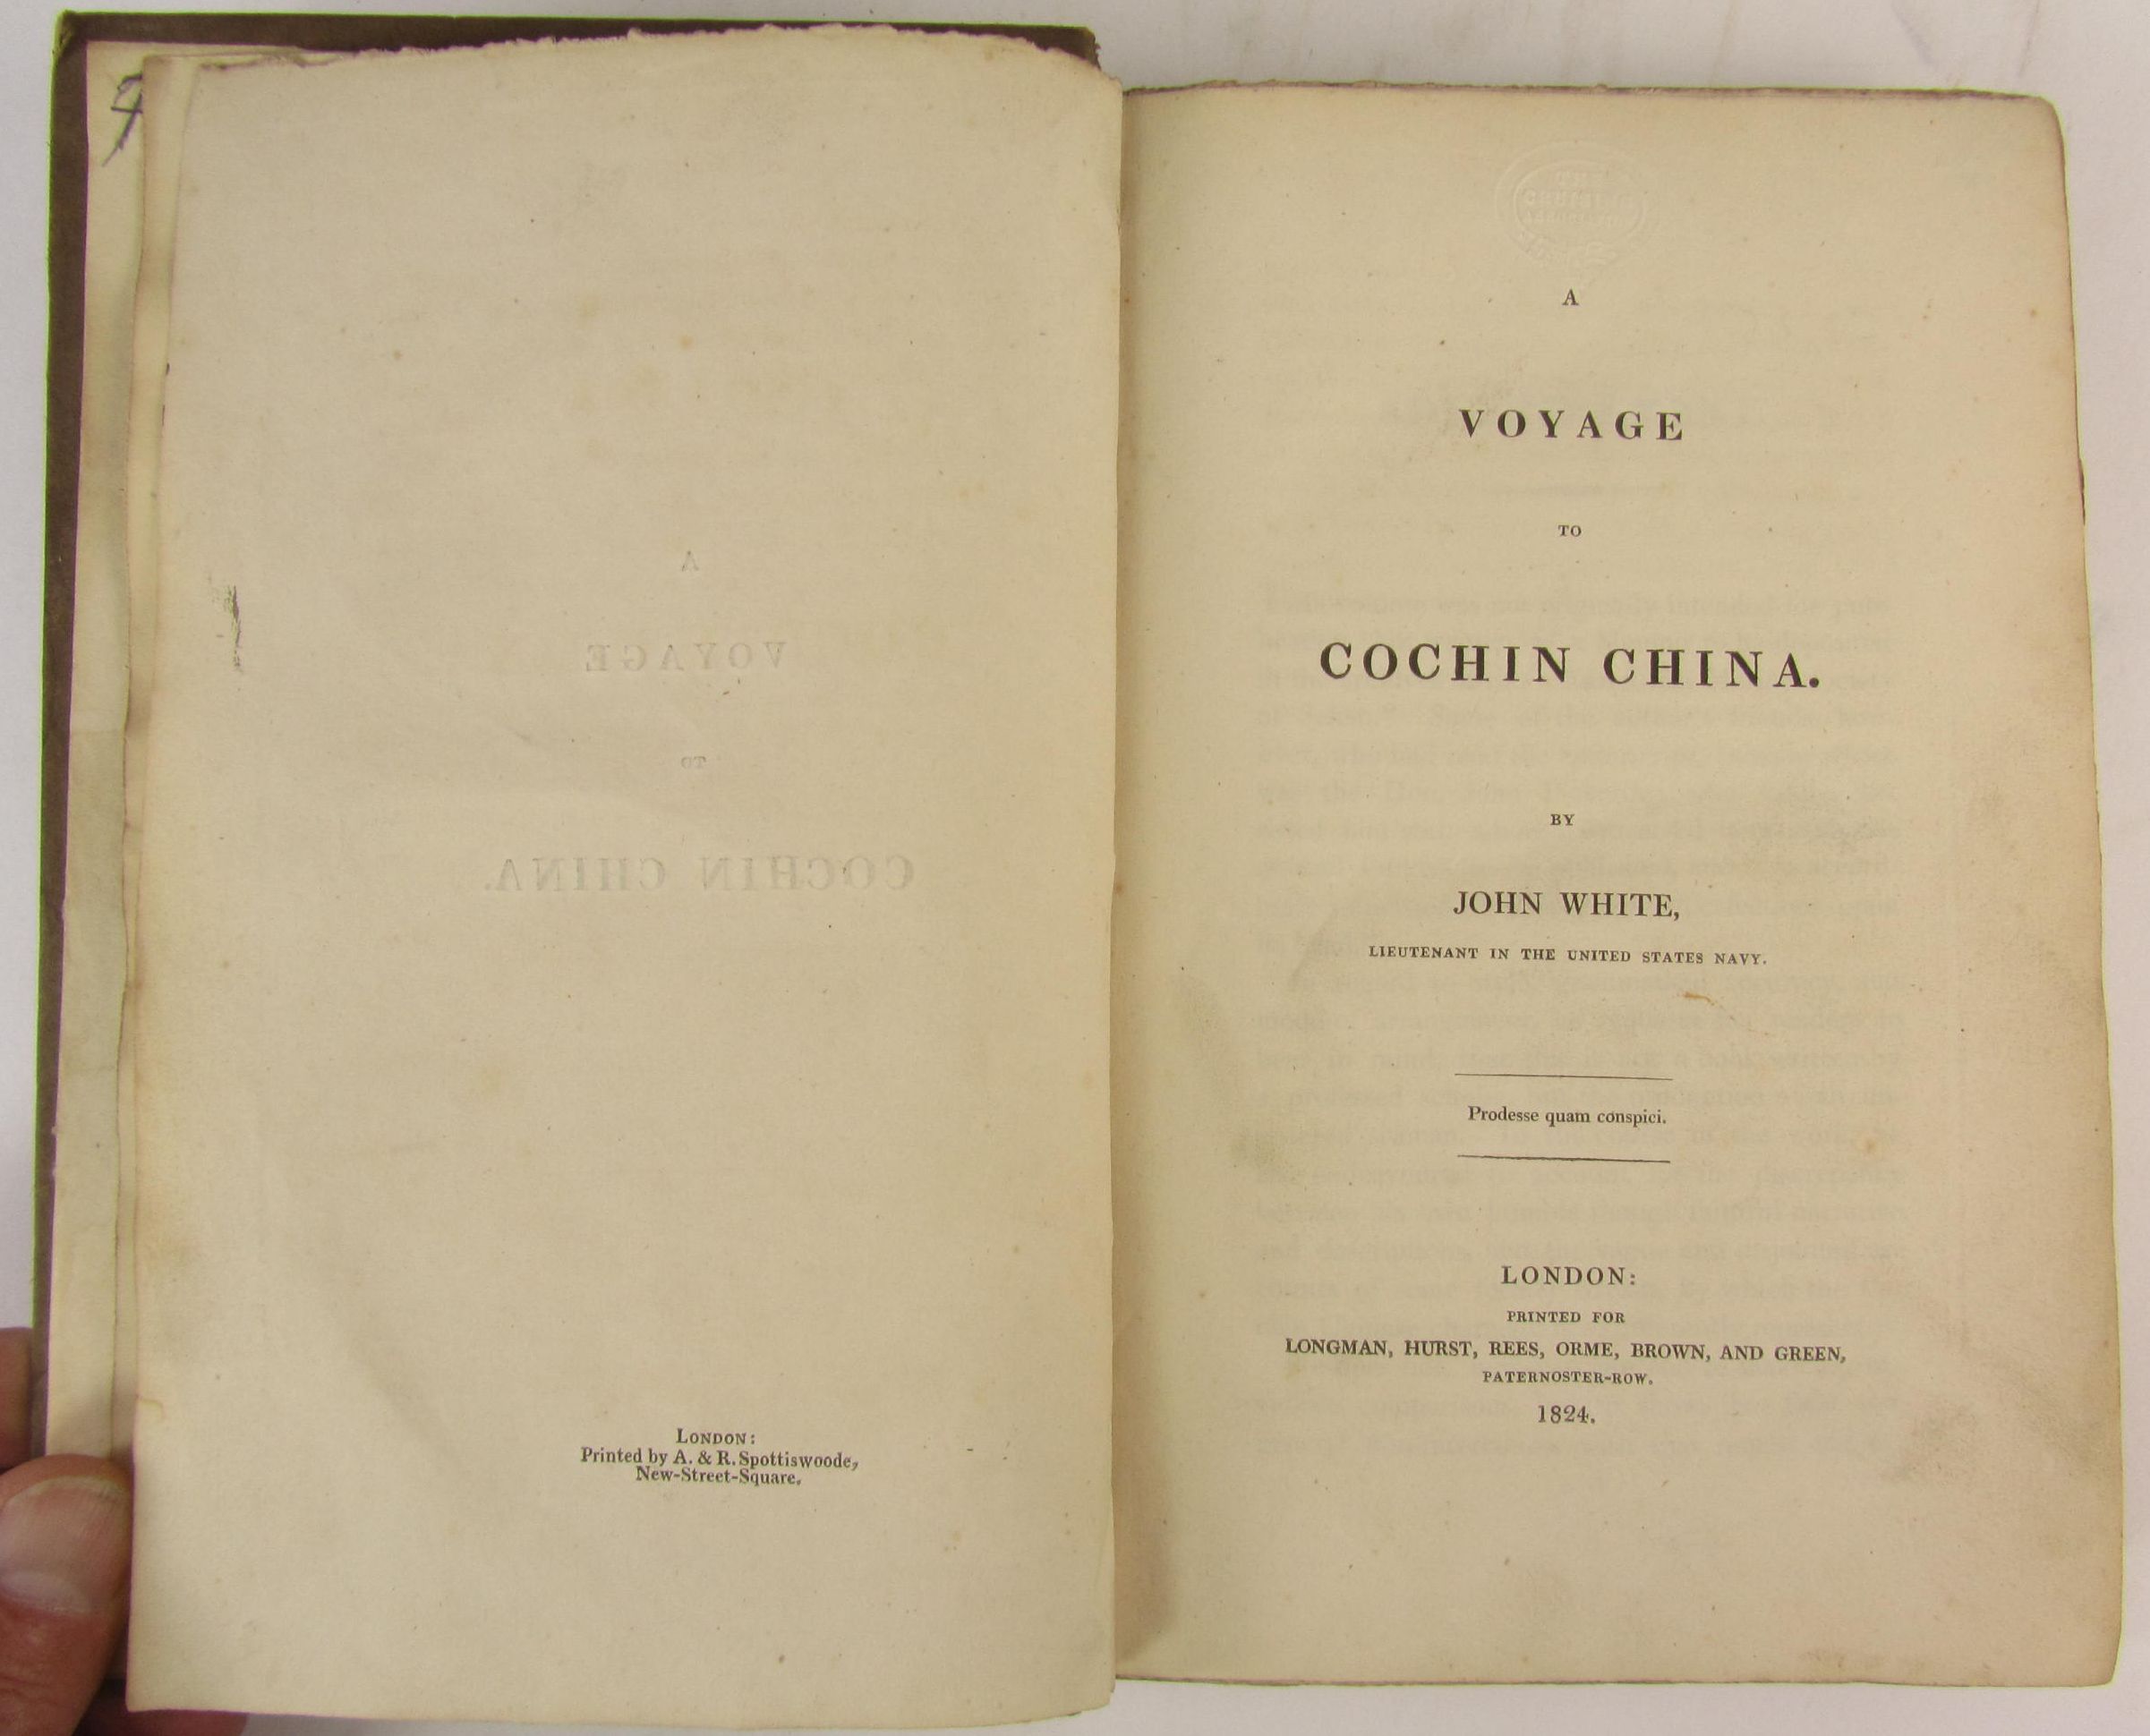 London:
Printed by A. & R. Spottiswoode,
New-Street-Square.
A
VOYAGE
TO
COCHIN CHINA.
BY
JOHN WHITE,
LIEUTENANT IN THE UNITED STATES NAVY.
Prodesse quam conspici.
LONDON:
PRINTED FOR
LONGMAN, HURST, REES, ORME, BROWN, AND GREEN,
PATERNOSTER-ROW.
1824.